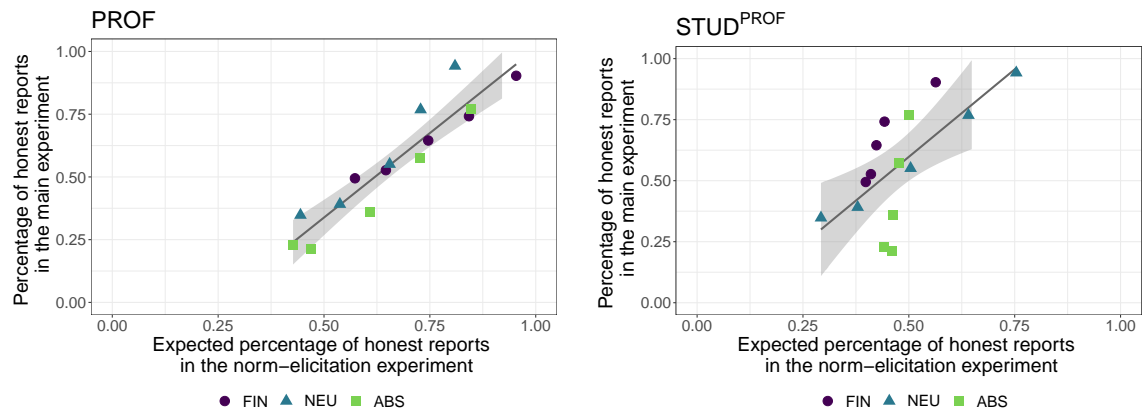 PROF
Percentage of honest reports
in the main experiment
1.00
0.75
0.50
0.25
0.00
0.00 0.25 0.50 0.75 1.00
Expected percentage of honest reports
in the norm−elicitation experiment
FIN NEU ABS
STUD^PROF
Percentage of honest reports
in the main experiment
1.00
0.75
0.50
0.25
0.00
0.00 0.25 0.50 0.75 1.00
Expected percentage of honest reports
in the norm−elicitation experiment
FIN NEU ABS